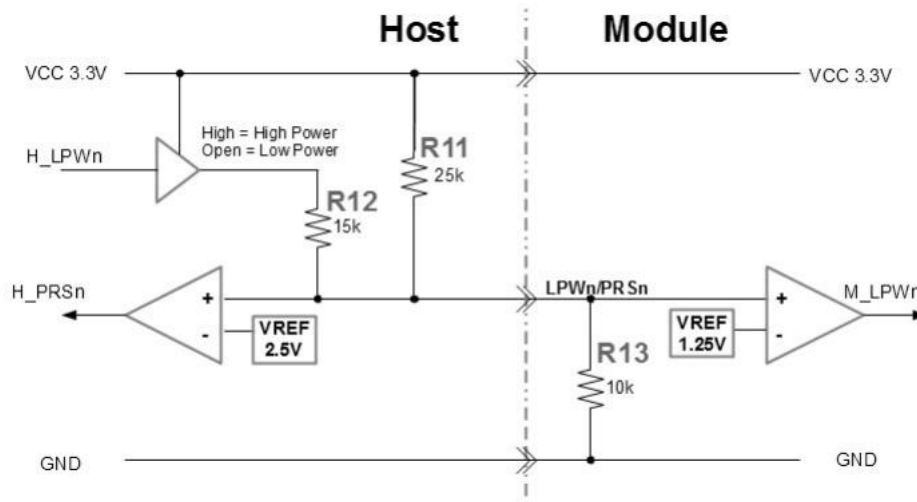 Host
Module
VCC 3.3V
VCC 3.3V
High = High Power
Open = Low Power
H_LPWn
R11
25k
R12
15k
H_PRSn
+
-
VREF
2.5V
LPWn/PRSn
+
-
VREF
1.25V
M_LPWn
R13
10k
GND
GND